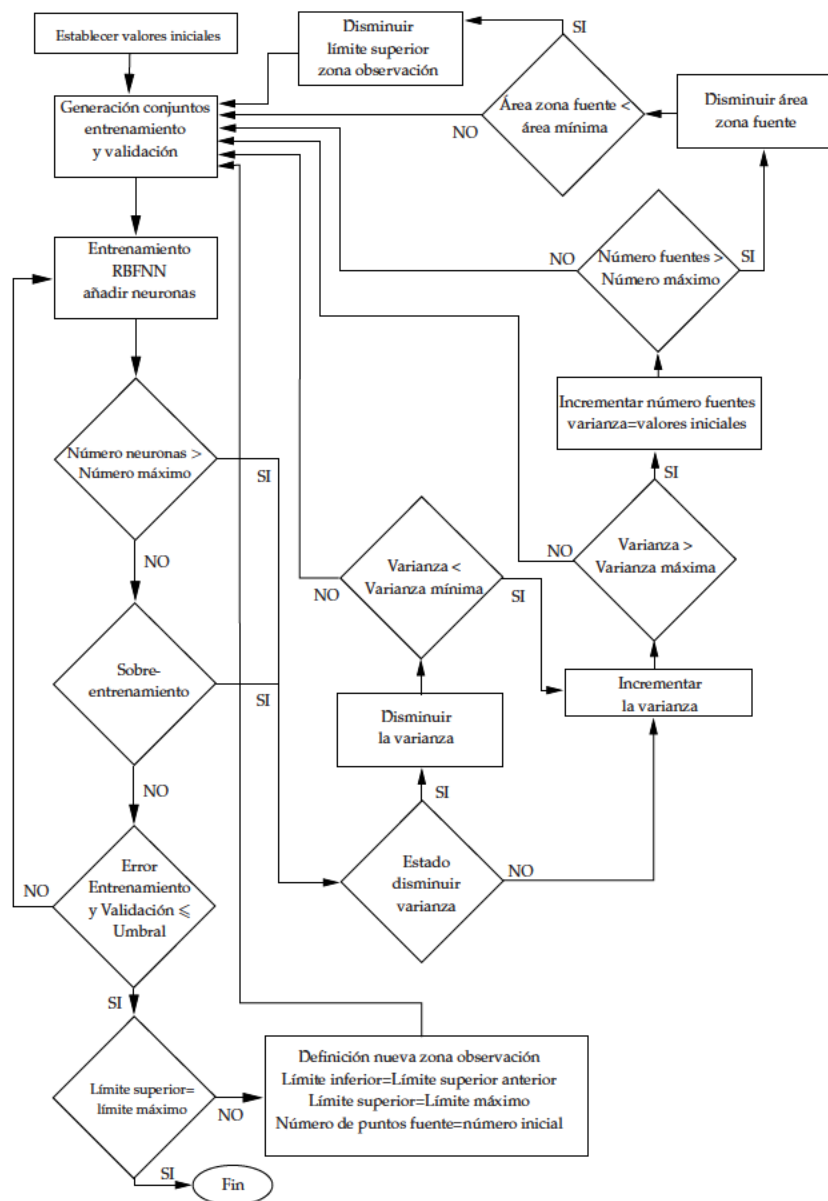 Establecer valores iniciales
Disminuir
límite superior
zona observación
SI
Generación conjuntos
entrenamiento
y validación
Área zona fuente <
área mínima
NO
Disminuir área
zona fuente
Entrenamiento
RBFNN
añadir neuronas
NO
Número fuentes >
Número máximo
SI
Incrementar número fuentes
varianza=valores iniciales
SI
Número neuronas >
Número máximo
SI
NO
Varianza <
Varianza mínima
NO
SI
NO
Varianza >
Varianza máxima
Sobre-
entrenamiento
SI
NO
Disminuir
la varianza
Incrementar
la varianza
SI
Estado
disminuir
varianza
NO
NO
Error
Entrenamiento
y Validación ⩽
Umbral
SI
Límite superior=
límite máximo
NO
SI
Definición nueva zona observación
Límite inferior=Límite superior anterior
Límite superior=Límite máximo
Número de puntos fuente=número inicial
Fin